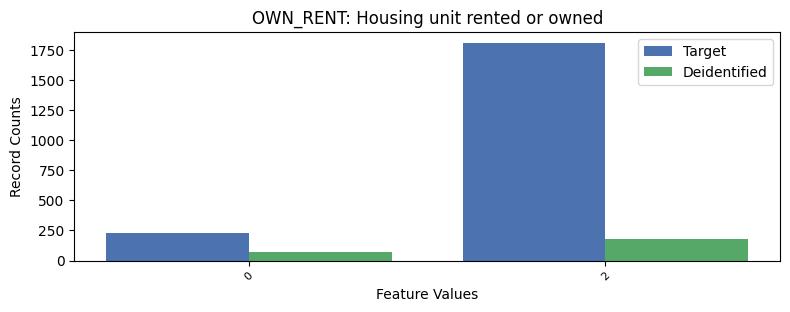 OWN_RENT: Housing unit rented or owned
Target
Deidentified
Record Counts
1750
1500
1250
1000
750
500
250
0
0
2
Feature Values